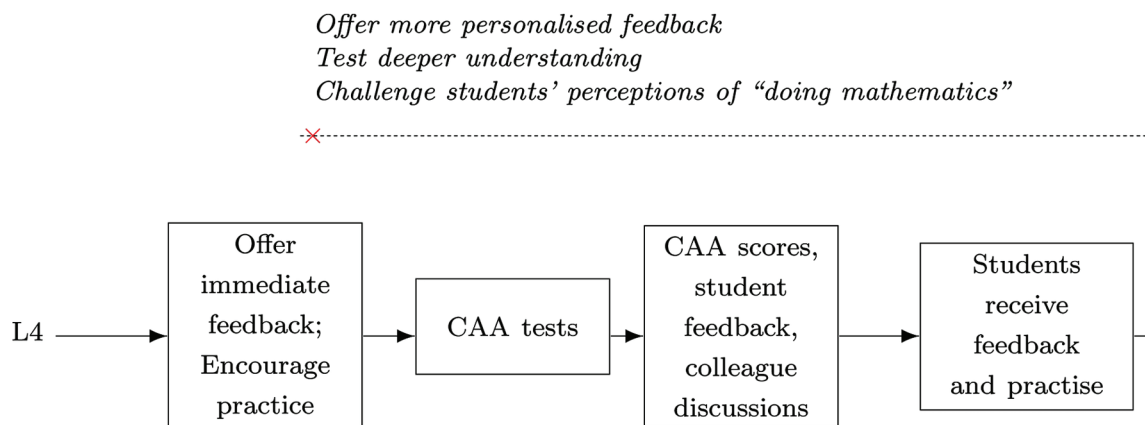 Offer more personalised feedback
Test deeper understanding
Challenge students’ perceptions of “doing mathematics”
L4
Offer
immediate
feedback;
Encourage
practice
CAA tests
CAA scores,
student
feedback,
colleague
discussions
Students
receive
feedback
and practise